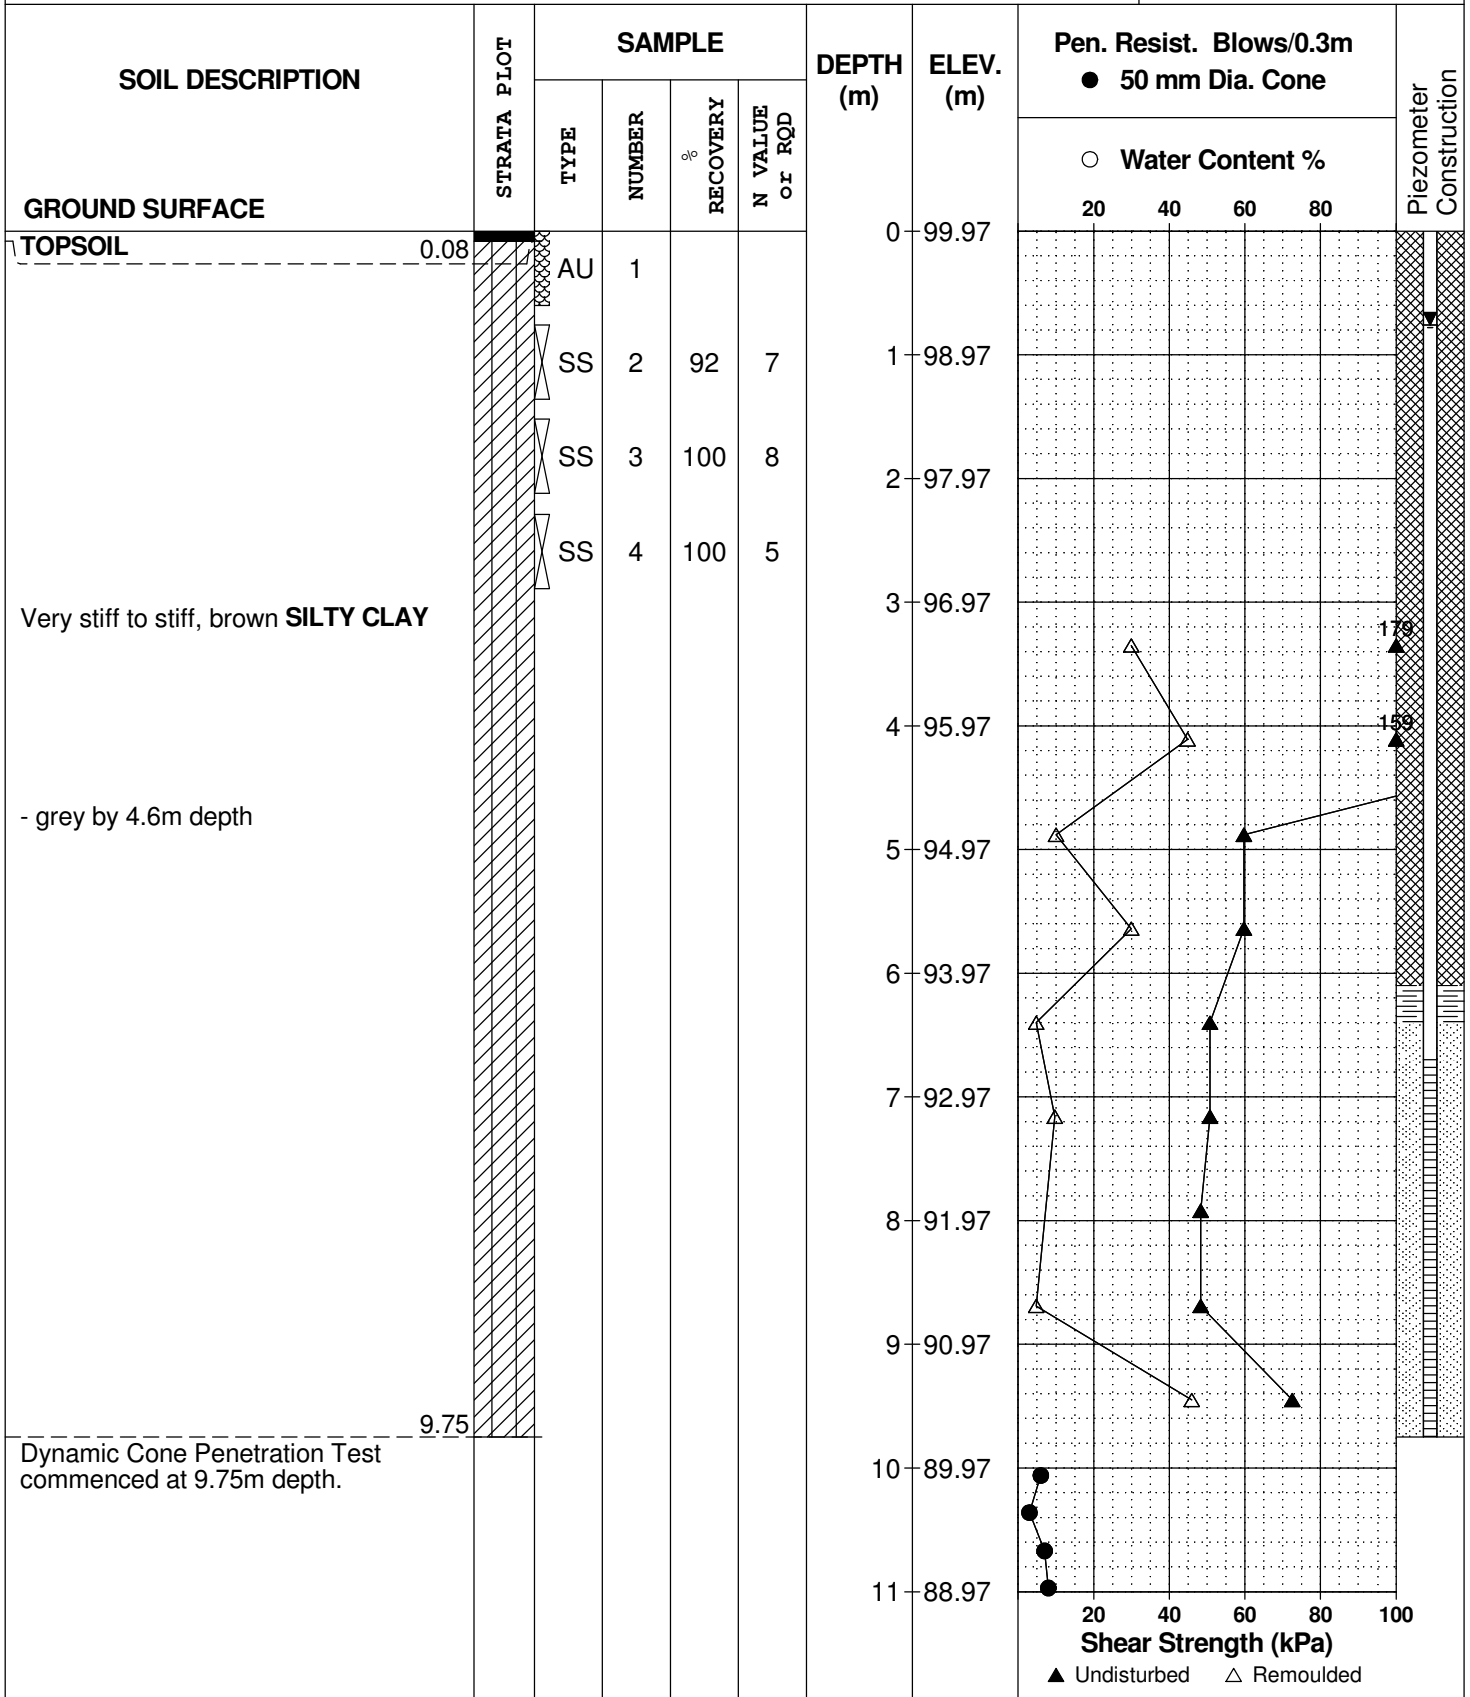 SOIL DESCRIPTION
GROUND SURFACE
STRATA PLOT
SAMPLE
TYPE
NUMBER
%
RECOVERY
N VALUE
or RQD
DEPTH
(m)
ELEV.
(m)
Pen. Resist. Blows/0.3m
● 50 mm Dia. Cone
○ Water Content %
20 40 60 80
Piezometer
Construction
TOPSOIL 0.08
0 99.97
AU 1
1 98.97
SS 2 92 7
SS 3 100 8
2 97.97
SS 4 100 5
3 96.97
Very stiff to stiff, brown SILTY CLAY
179
4 95.97
159
- grey by 4.6m depth
5 94.97
6 93.97
7 92.97
8 91.97
9 90.97
9.75
Dynamic Cone Penetration Test
commenced at 9.75m depth.
10 89.97
11 88.97
20 40 60 80 100
Shear Strength (kPa)
▲ Undisturbed △ Remoulded